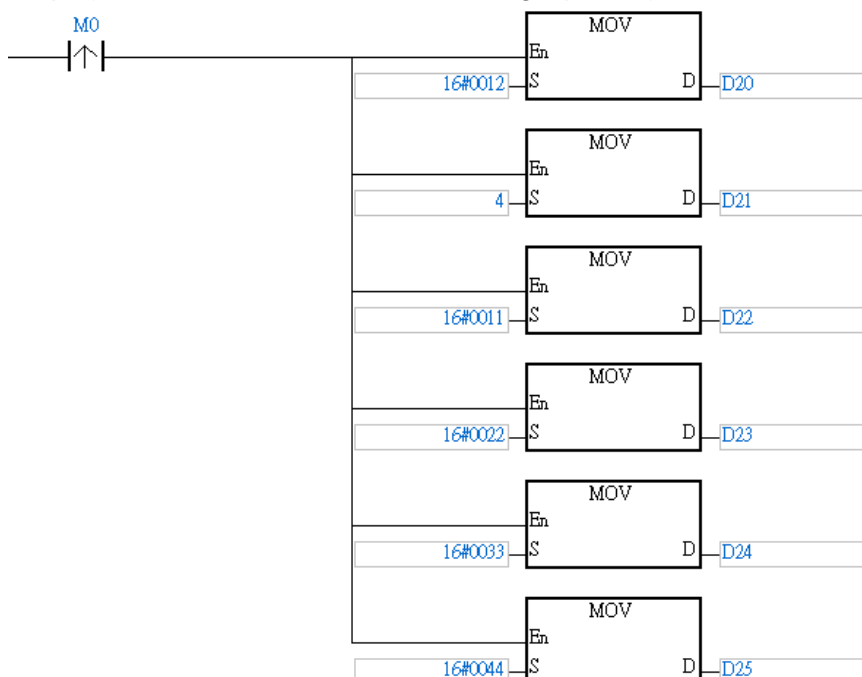 M0
MOV
En
16#0012 S D D20
MOV
En
4 S D D21
MOV
En
16#0011 S D D22
MOV
En
16#0022 S D D23
MOV
En
16#0033 S D D24
MOV
En
16#0044 S D D25